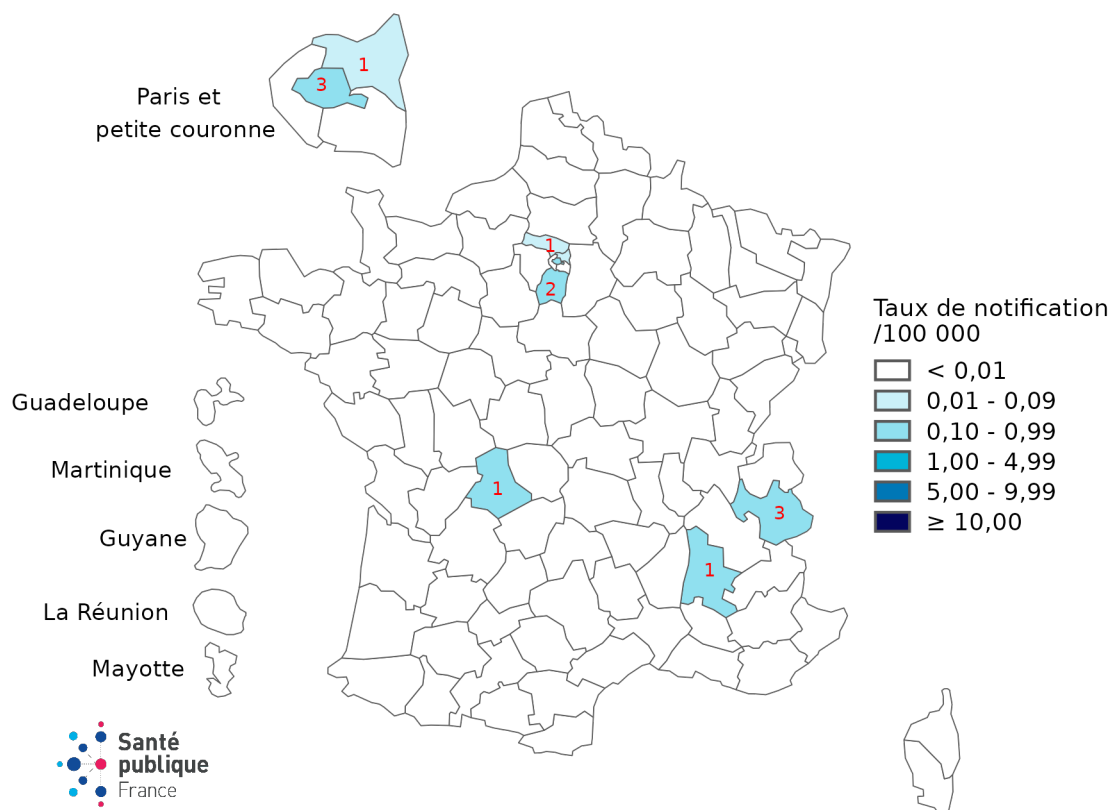 1
3
Paris et
petite couronne
1
2
Taux de notification
/100 000
< 0,01
0,01 - 0,09
0,10 - 0,99
1,00 - 4,99
5,00 - 9,99
≥ 10,00
Guadeloupe
Martinique
1
3
Guyane
1
La Réunion
Mayotte
Santé
publique
France